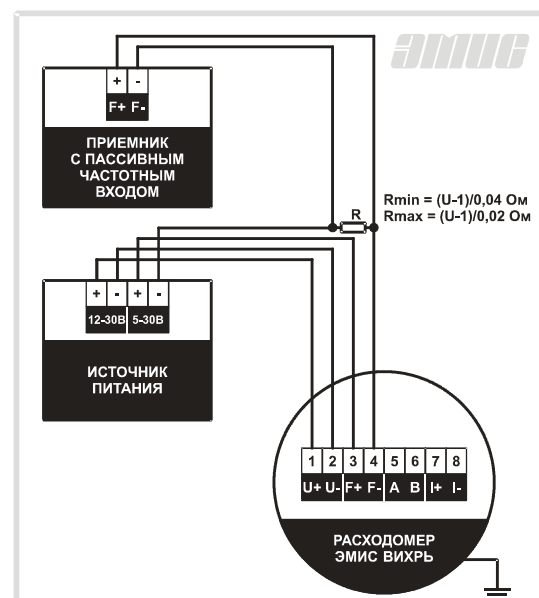 ЭМИС
+ -
F+ F-
ПРИЕМНИК
С ПАССИВНЫМ
ЧАСТОТНЫМ
ВХОДОМ
R
Rmin = (U-1)/0,04 Ом
Rmax = (U-1)/0,02 Ом
+ - + -
12-30В 5-30В
ИСТОЧНИК
ПИТАНИЯ
1 2 3 4 5 6 7 8
U+ U- F+ F- A B I+ I-
РАСХОДОМЕР
ЭМИС ВИХРЬ